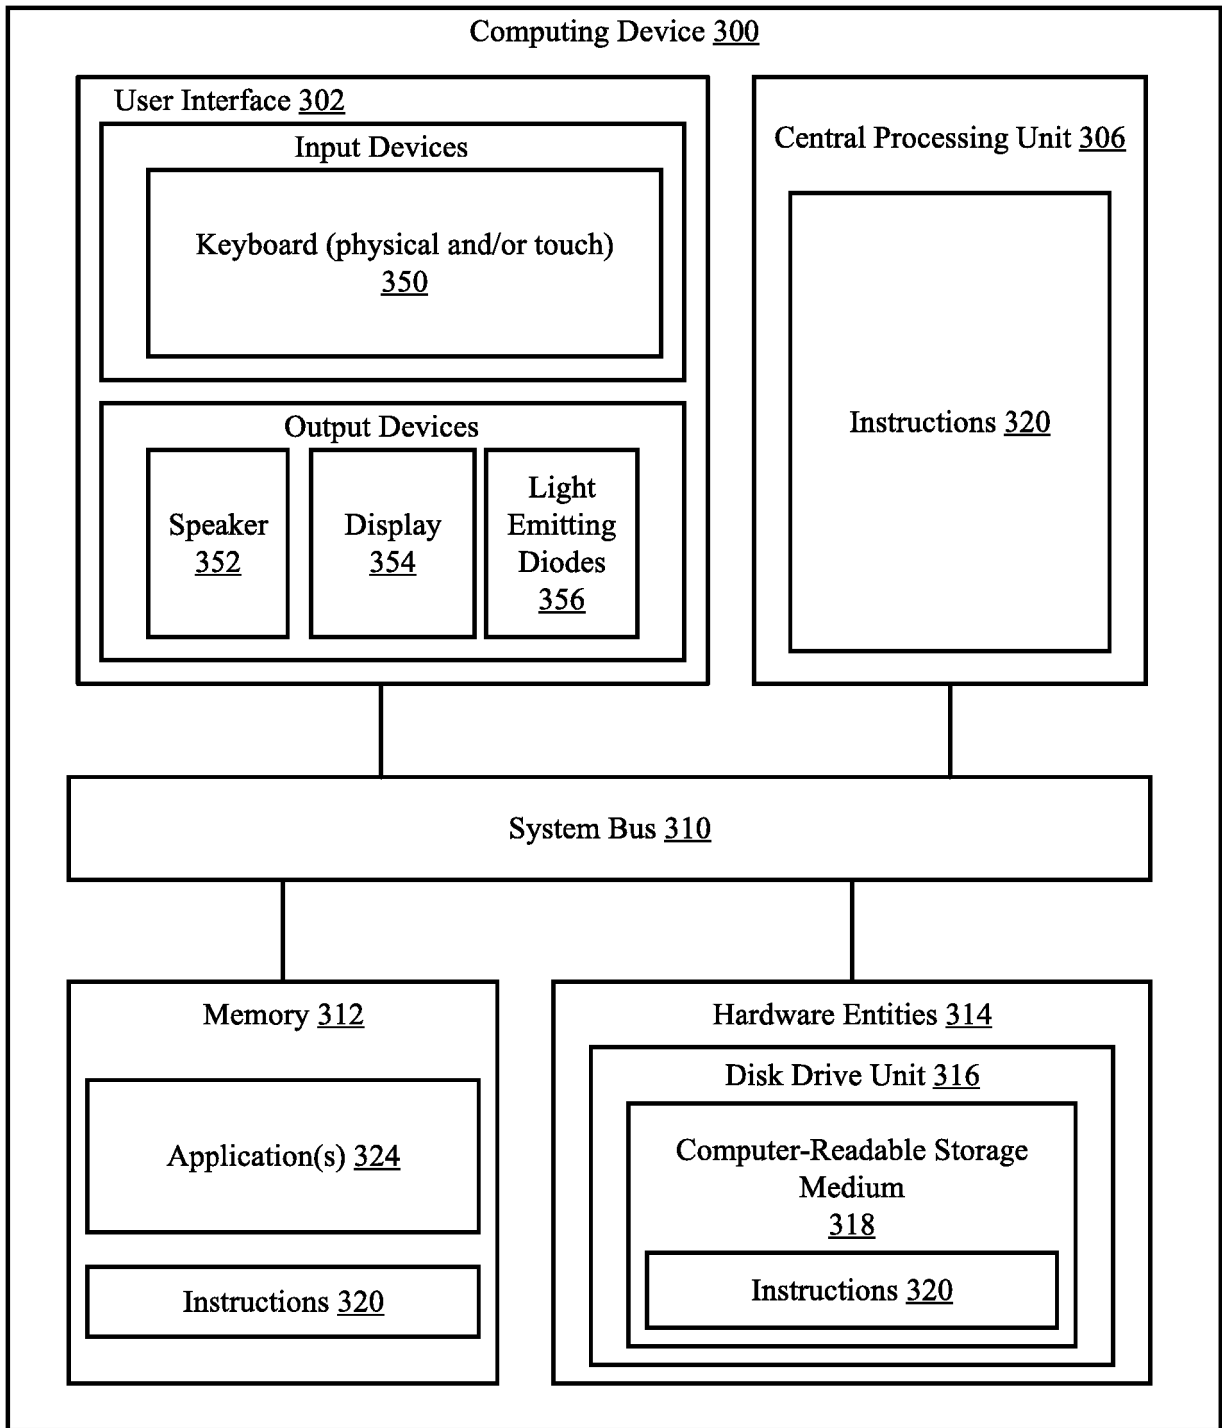 Computing Device 300
User Interface 302
Input Devices
Keyboard (physical and/or touch)
350
Output Devices
Speaker
352
Display
354
Light
Emitting
Diodes
356
Central Processing Unit 306
Instructions 320
System Bus 310
Memory 312
Application(s) 324
Instructions 320
Hardware Entities 314
Disk Drive Unit 316
Computer-Readable Storage
Medium
318
Instructions 320